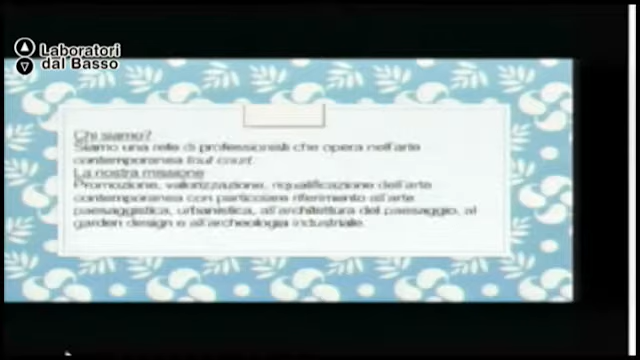 Laboratori
dal Basso
Chi siamo?
Siamo una rete di professionisti che opera nell'arte
contemporanea tout court.
La nostra missione
Promozione, valorizzazione, riqualificazione dell'arte
contemporanea con particolare riferimento all'arte
paesaggistica, urbanistica, all'architettura del paesaggio, al
garden design e all'archeologia industriale.